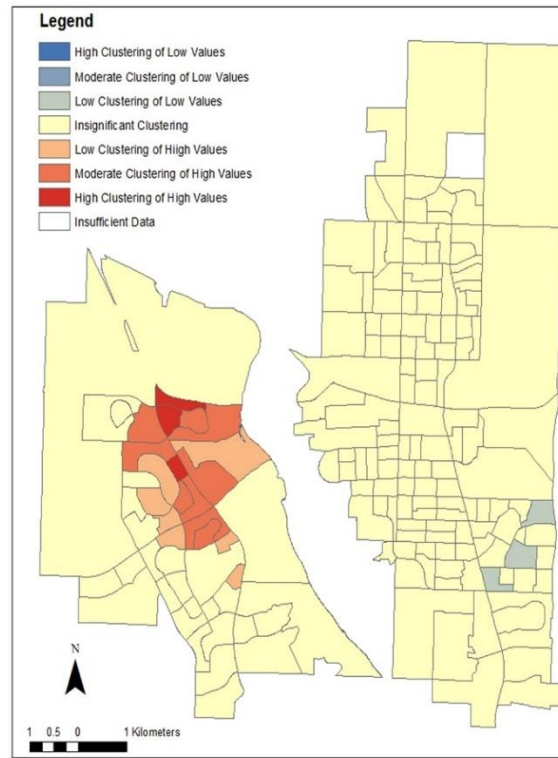 Legend
High Clustering of Low Values
Moderate Clustering of Low Values
Low Clustering of Low Values
Insignificant Clustering
Low Clustering of Hiigh Values
Moderate Clustering of High Values
High Clustering of High Values
Insufficient Data
N
1 0.5 0 1 Kilometers